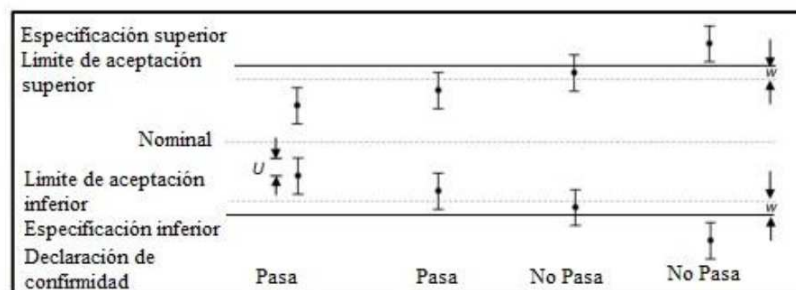 Especificación superior
Limite de aceptación
superior
w
Nominal
U
Limite de aceptación
inferior
w
Especificación inferior
Declaración de
confirmidad
Pasa
Pasa
No Pasa
No Pasa